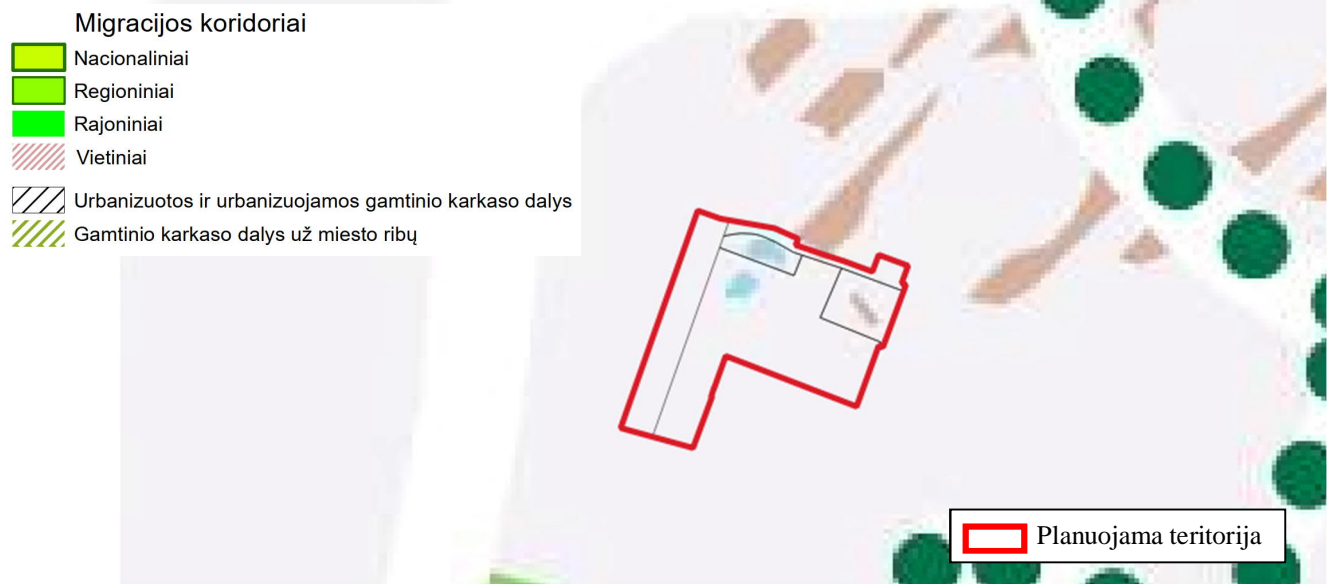 Migracijos koridoriai
Nacionaliniai
Regioniniai
Rajoniniai
Vietiniai
Urbanizuotos ir urbanizuojamos gamtinio karkaso dalys
Gamtinio karkaso dalys už miesto ribų
Planuojama teritorija